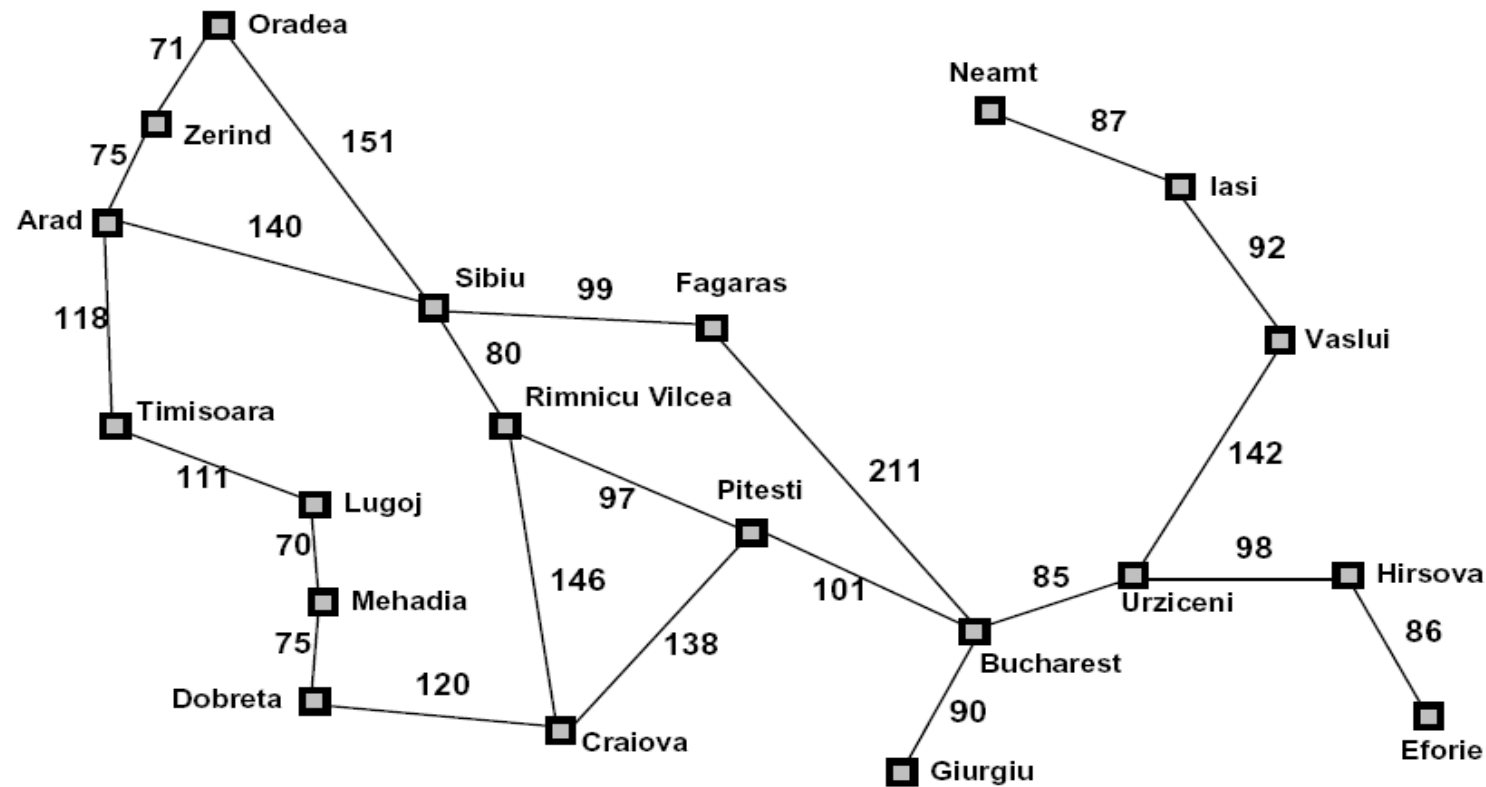 Oradea
71
Neamt
87
Zerind
151
75
Iasi
Arad
140
92
Sibiu
99
Fagaras
118
80
Vaslui
Rimnicu Vilcea
Timisoara
142
211
111
97
Pitesti
Lugoj
70
98
Hirsova
146
101
85
Urziceni
Mehadia
86
75
138
Bucharest
120
Dobreta
90
Craiova
Eforie
Giurgiu